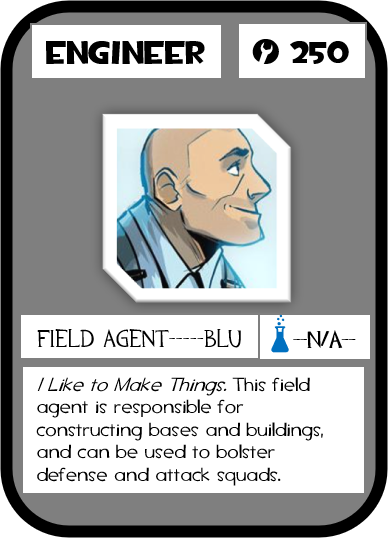 ENGINEER
250
FIELD AGENT-----BLU
--N/A--
I Like to Make Things. This field
agent is responsible for
constructing bases and buildings,
and can be used to bolster
defense and attack squads.